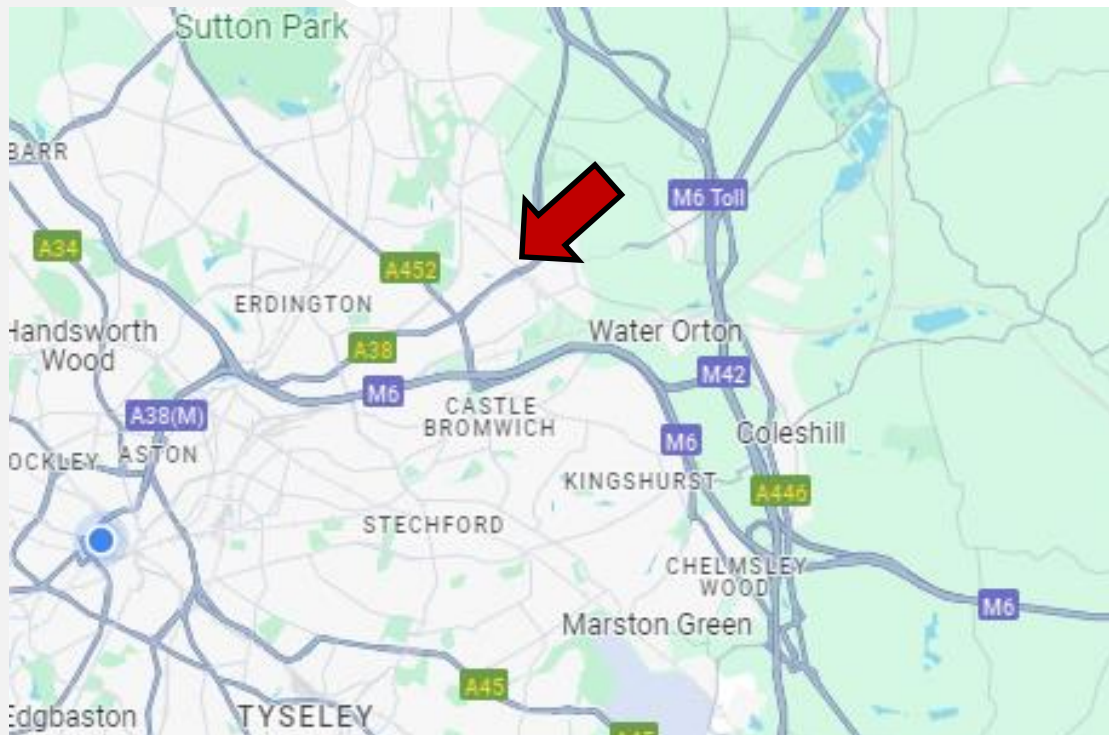 Sutton Park
BARR
M6 Toll
A34
A452
ERDINGTON
Handsworth
Wood
Water Orton
A38
M42
M6
A38(M)
CASTLE
BROMWICH
M6
Coleshill
OCKLEY
ASTON
KINGSHURST
A446
STECHFORD
CHELMSLEY
WOOD
M6
Marston Green
A45
Edgbaston
TYSELEY
A45